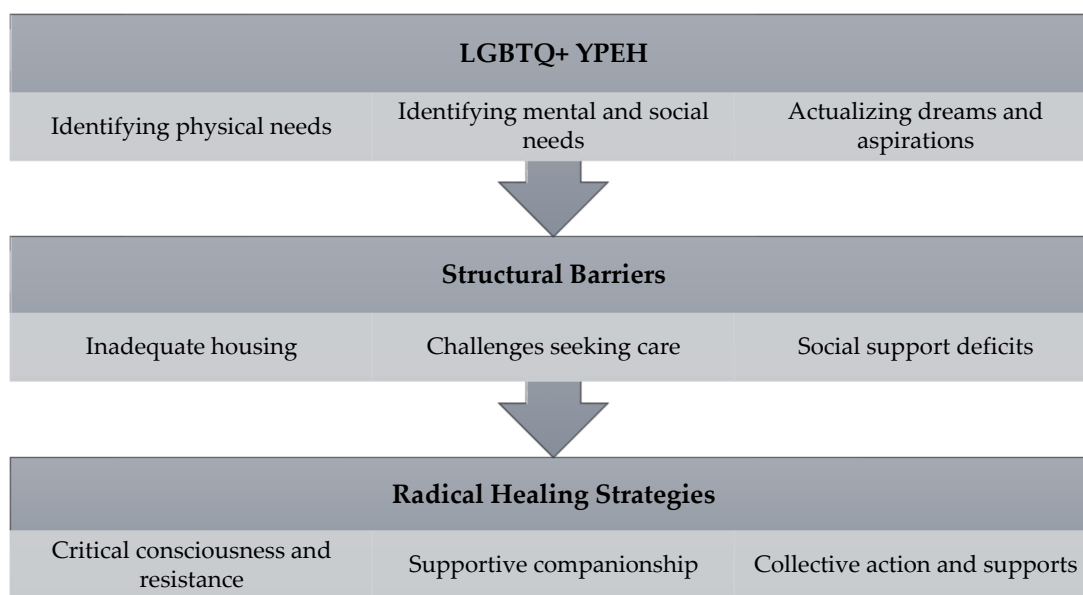 LGBTQ+ YPEH
Identifying physical needs
Identifying mental and social
needs
Actualizing dreams and
aspirations
Structural Barriers
Inadequate housing
Challenges seeking care
Social support deficits
Radical Healing Strategies
Critical consciousness and
resistance
Supportive companionship
Collective action and supports